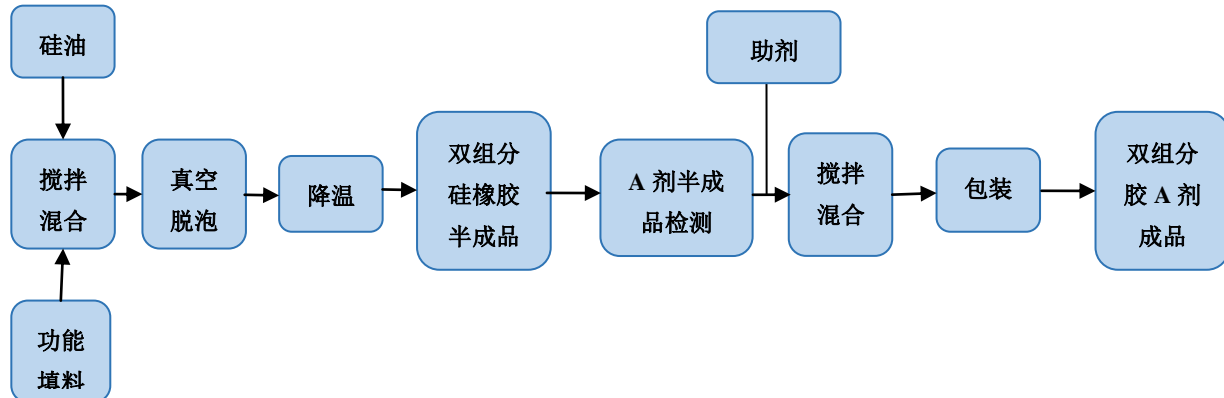 硅油
助剂
搅拌
混合
真空
脱泡
降温
双组分
硅橡胶
半成品
A 剂半成
品检测
搅拌
混合
包装
双组分
胶 A 剂
成品
功能
填料